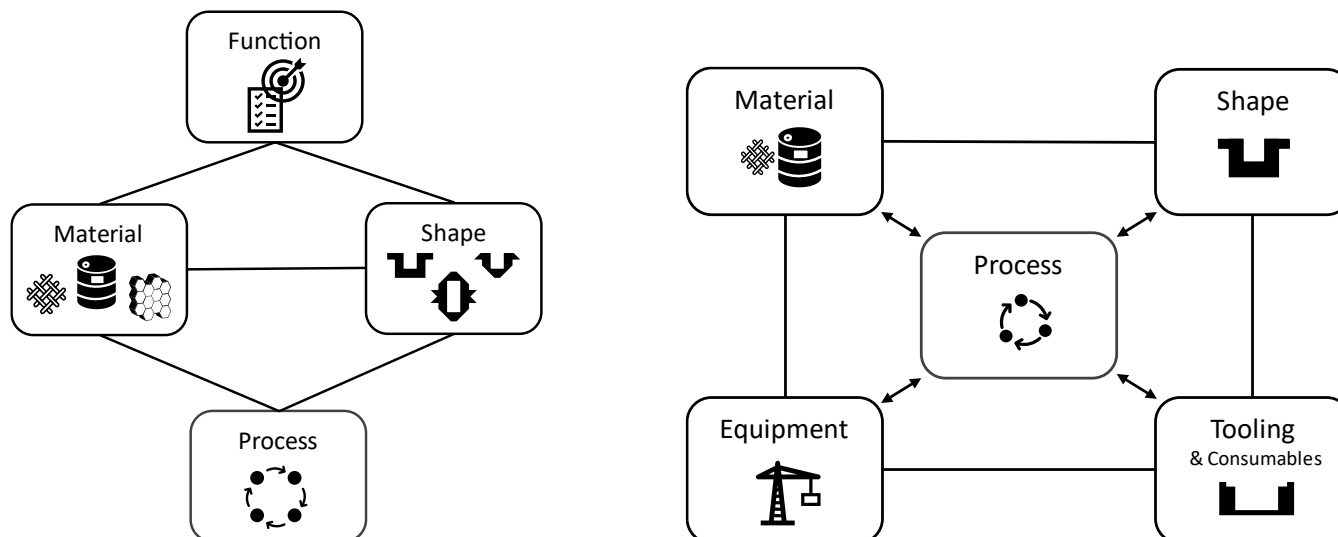 Function
Material
Shape
Process
Material
Shape
Process
Equipment
Tooling
& Consumables